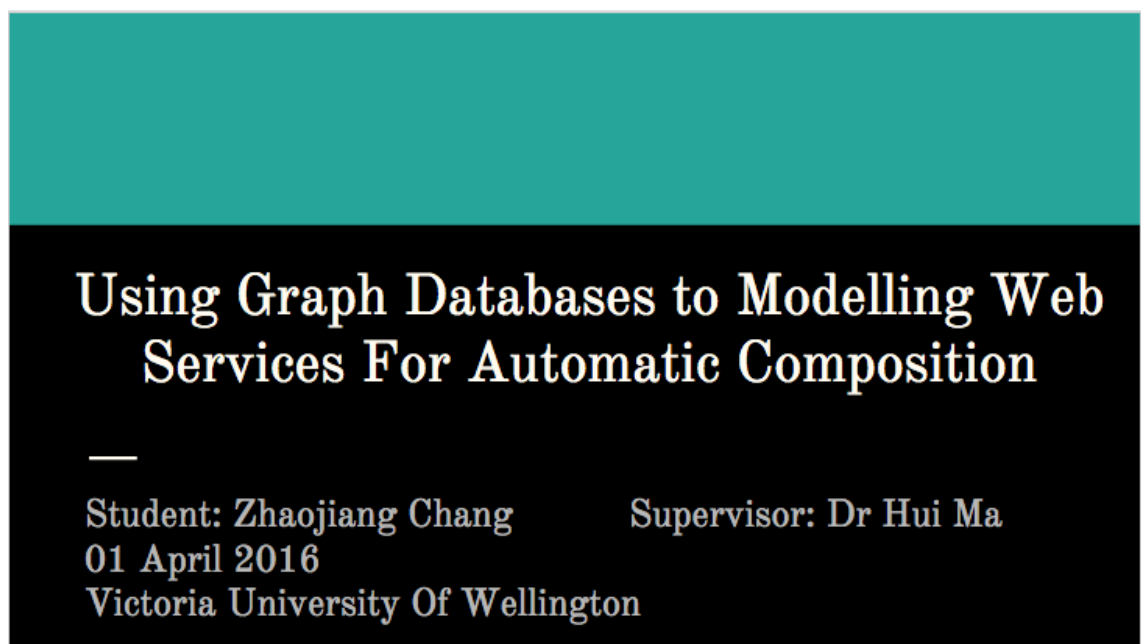 Using Graph Databases to Modelling Web
Services For Automatic Composition
Student: Zhaojiang Chang Supervisor: Dr Hui Ma
01 April 2016
Victoria University Of Wellington